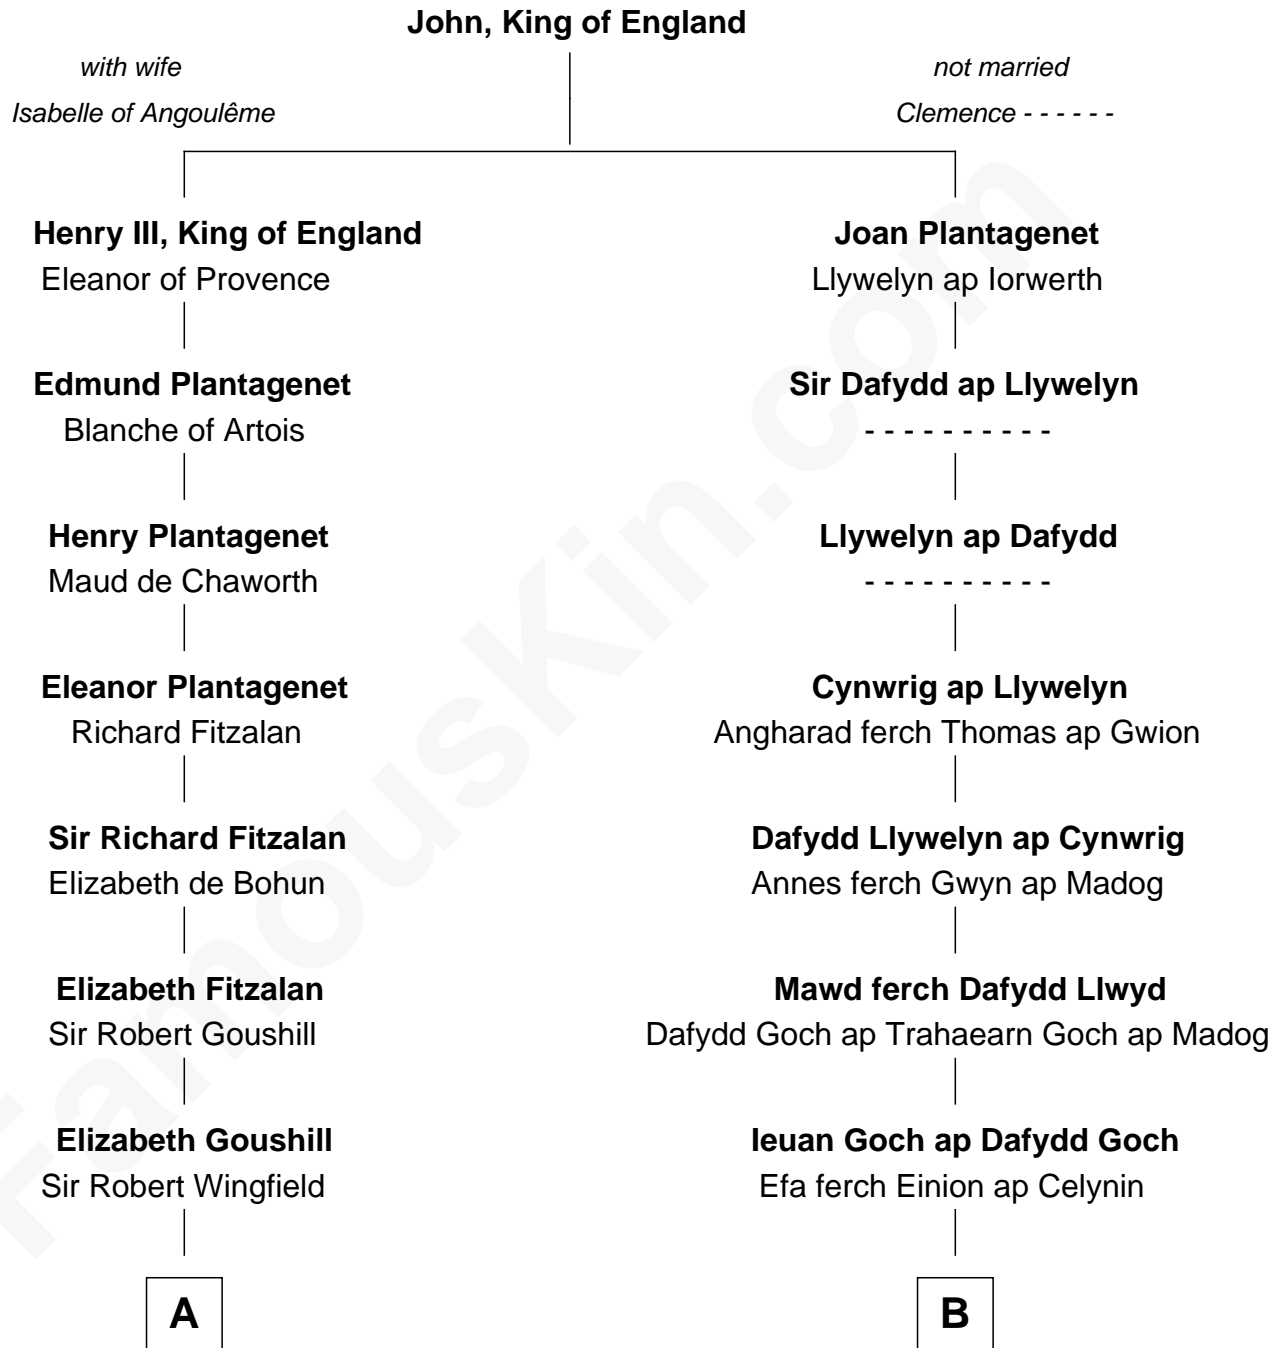 John, King of England
with wife
not married
Isabelle of Angoulême
Clemence - - - - - -
Henry III, King of England
Joan Plantagenet
Eleanor of Provence
Llywelyn ap Iorwerth
Edmund Plantagenet
Sir Dafydd ap Llywelyn
Blanche of Artois
- - - - - - - - - -
Henry Plantagenet
Llywelyn ap Dafydd
Maud de Chaworth
- - - - - - - - - -
Eleanor Plantagenet
Cynwrig ap Llywelyn
Richard Fitzalan
Angharad ferch Thomas ap Gwion
Sir Richard Fitzalan
Dafydd Llywelyn ap Cynwrig
Elizabeth de Bohun
Annes ferch Gwyn ap Madog
Elizabeth Fitzalan
Mawd ferch Dafydd Llwyd
Sir Robert Goushill
Dafydd Goch ap Trahaearn Goch ap Madog
Elizabeth Goushill
Ieuan Goch ap Dafydd Goch
Sir Robert Wingfield
Efa ferch Einion ap Celynin
A
B
FamousKin.com